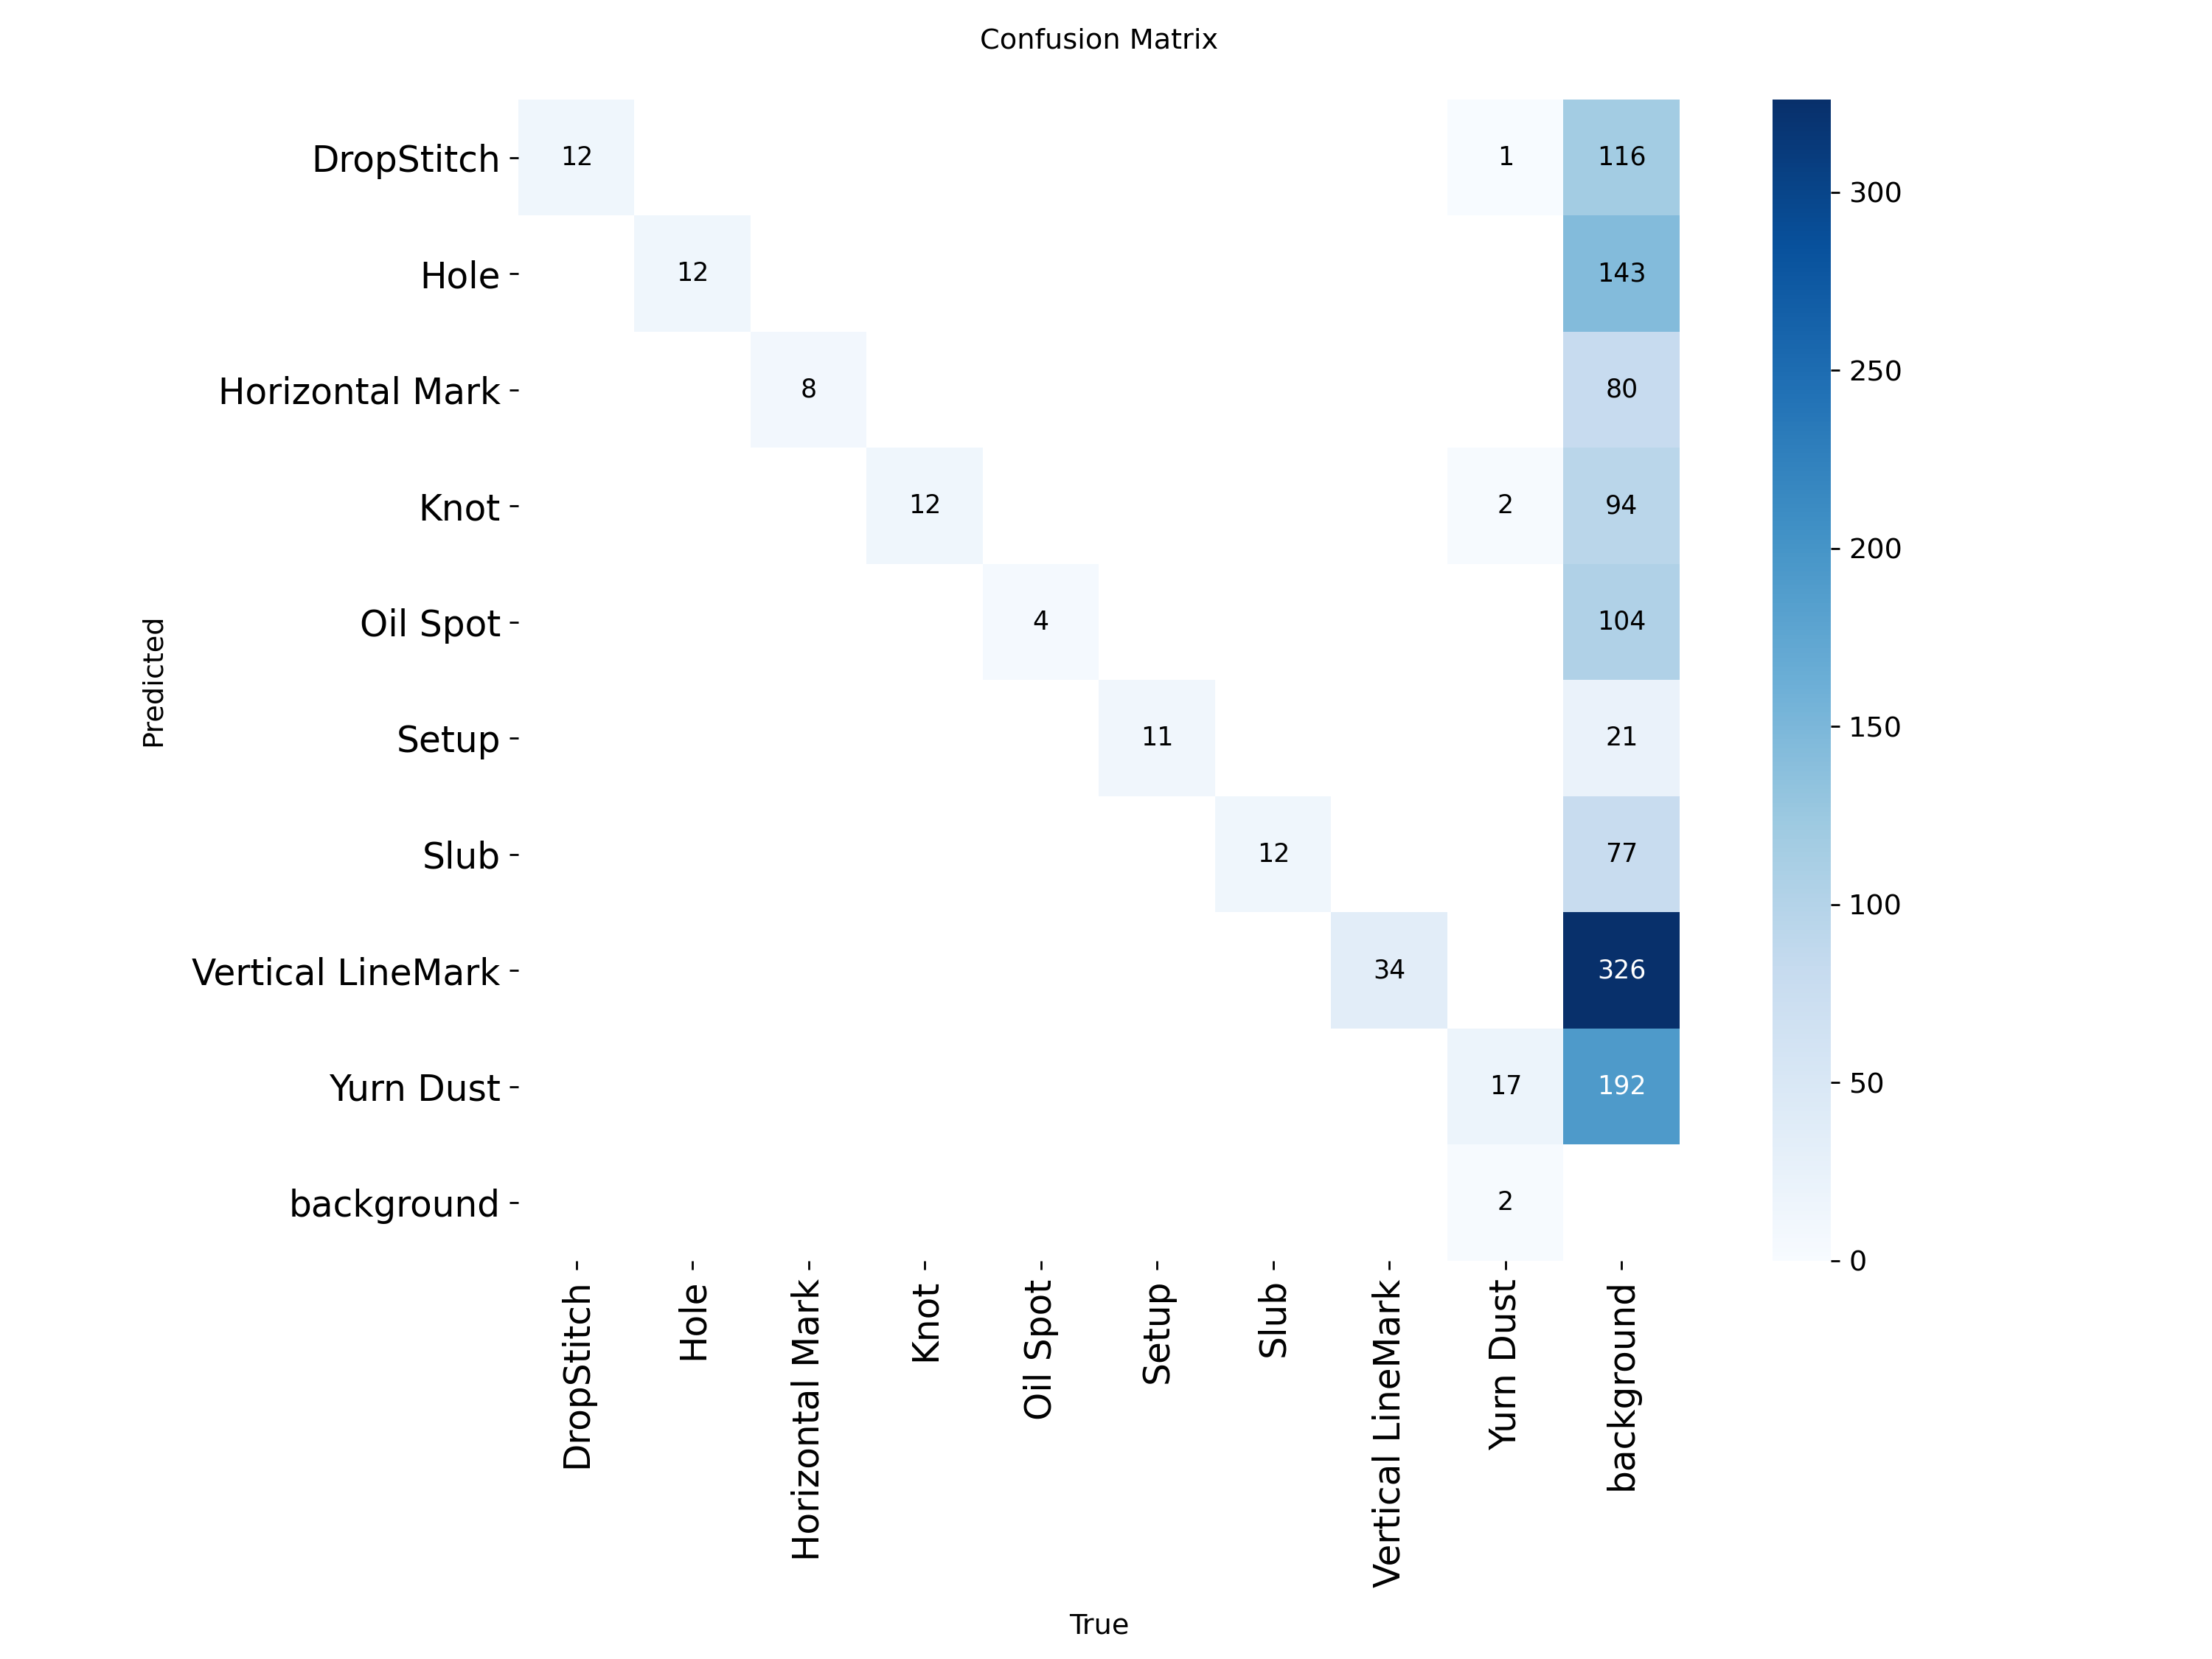 Confusion Matrix
DropStitch 12 1 116
Hole 12 143
Horizontal Mark 8 80
Knot 12 2 94
Oil Spot 4 104
Setup 11 21
Slub 12 77
Vertical LineMark 34 326
Yurn Dust 17 192
background 2
Predicted
DropStitch
Hole
Horizontal Mark
Knot
Oil Spot
Setup
Slub
Vertical LineMark
Yurn Dust
background
True
300
250
200
150
100
50
0